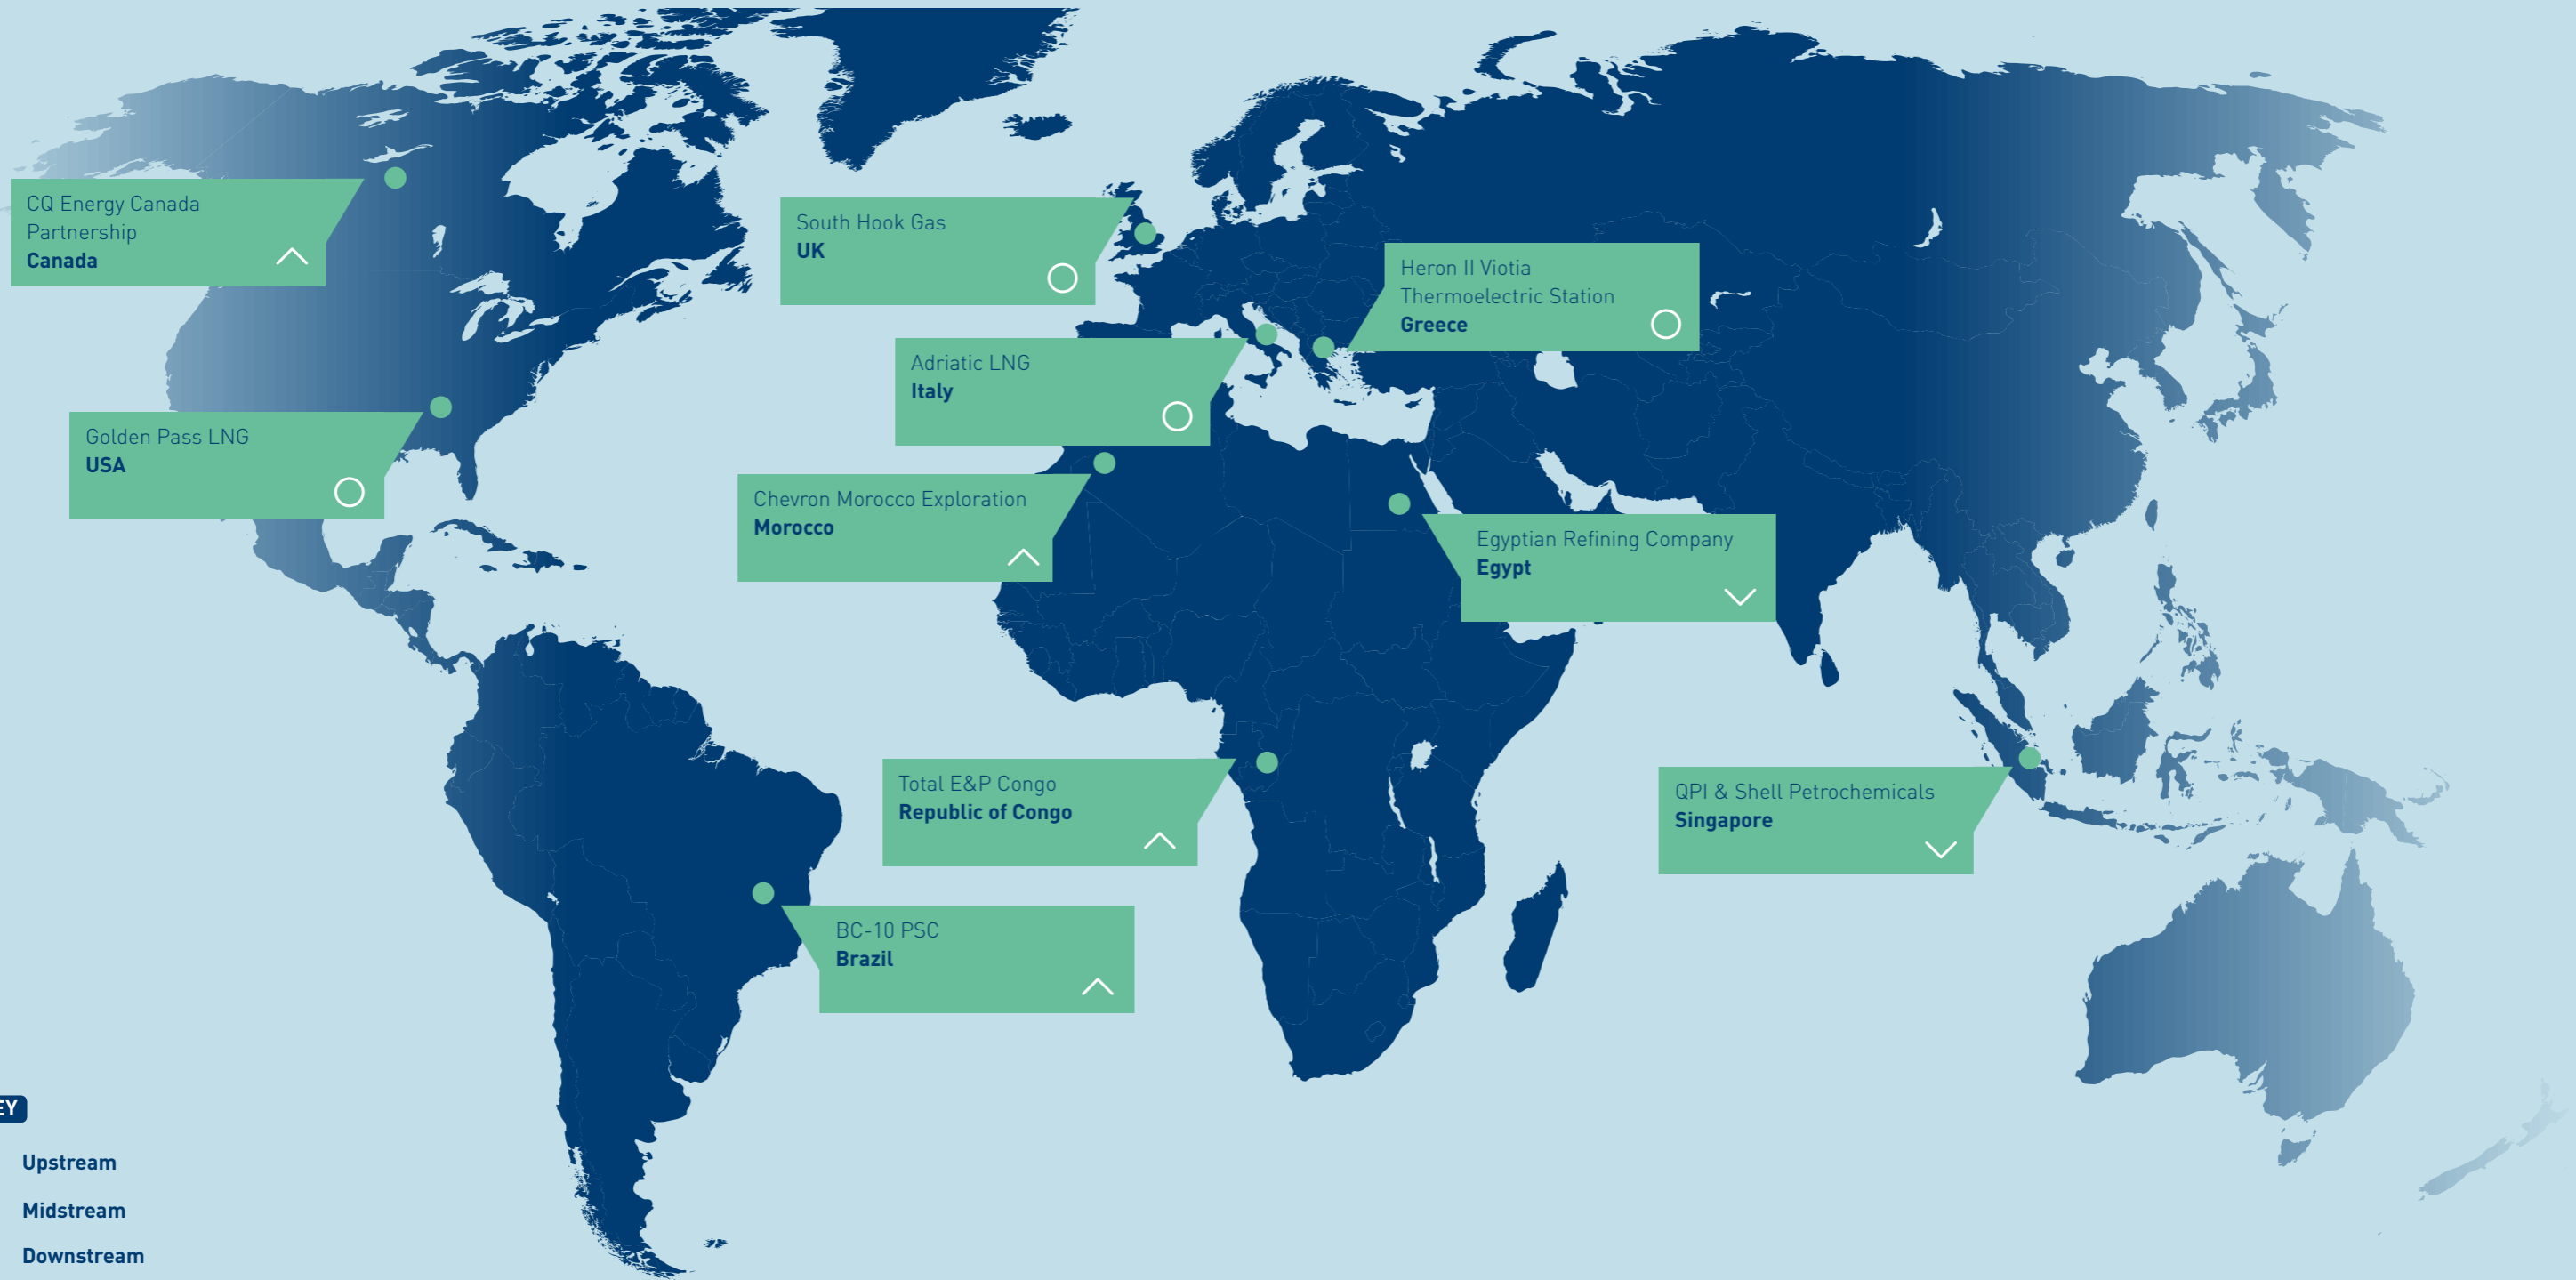 CQ Energy Canada
Partnership
Canada
South Hook Gas
UK
Heron II Viotia
Thermoelectric Station
Greece
Adriatic LNG
Italy
Golden Pass LNG
USA
Chevron Morocco Exploration
Morocco
Egyptian Refining Company
Egypt
Total E&P Congo
Republic of Congo
QPI & Shell Petrochemicals
Singapore
BC-10 PSC
Brazil
EY
Upstream
Midstream
Downstream